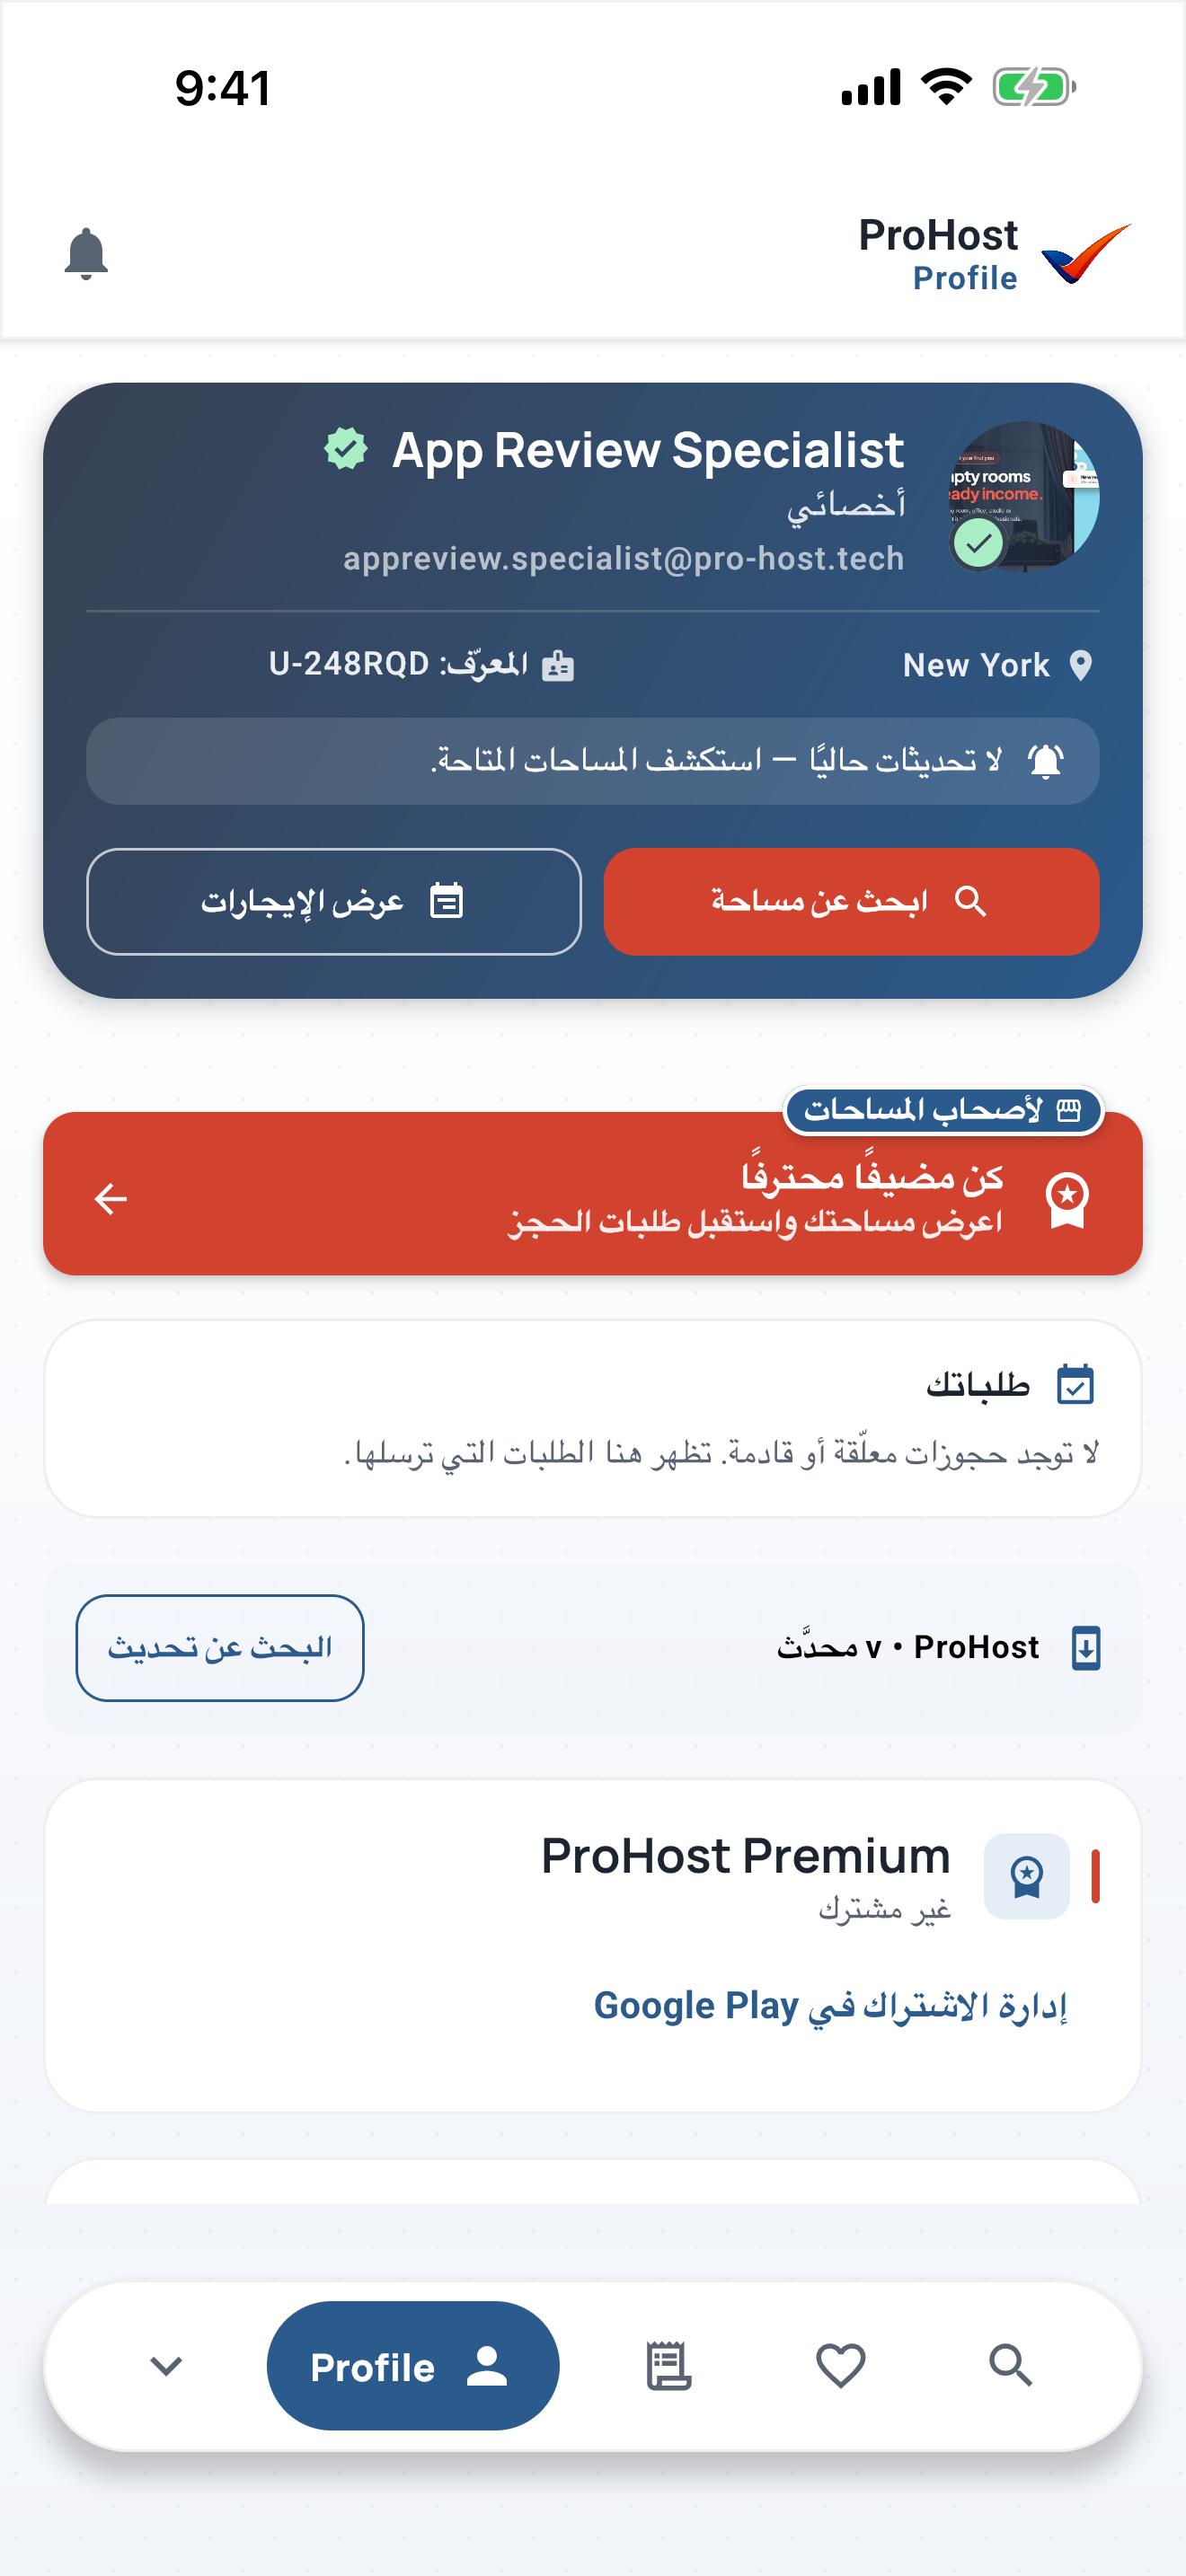 9:41
ProHost
Profile
App Review Specialist
أخصائي
appreview.specialist@pro-host.tech
New York
المعرّف: U-248RQD
لا تحديثات حاليًا — استكشف المساحات المتاحة.
ابحث عن مساحة
عرض الإيجارات
لأصحاب المساحات
كن مضيفًا محترفًا
اعرض مساحتك واستقبل طلبات الحجز
طلباتك
لا توجد حجوزات معلّقة أو قادمة. تظهر هنا الطلبات التي ترسلها.
ProHost • v محدَّث
البحث عن تحديث
ProHost Premium
غير مشترك
إدارة الاشتراك في Google Play
Profile